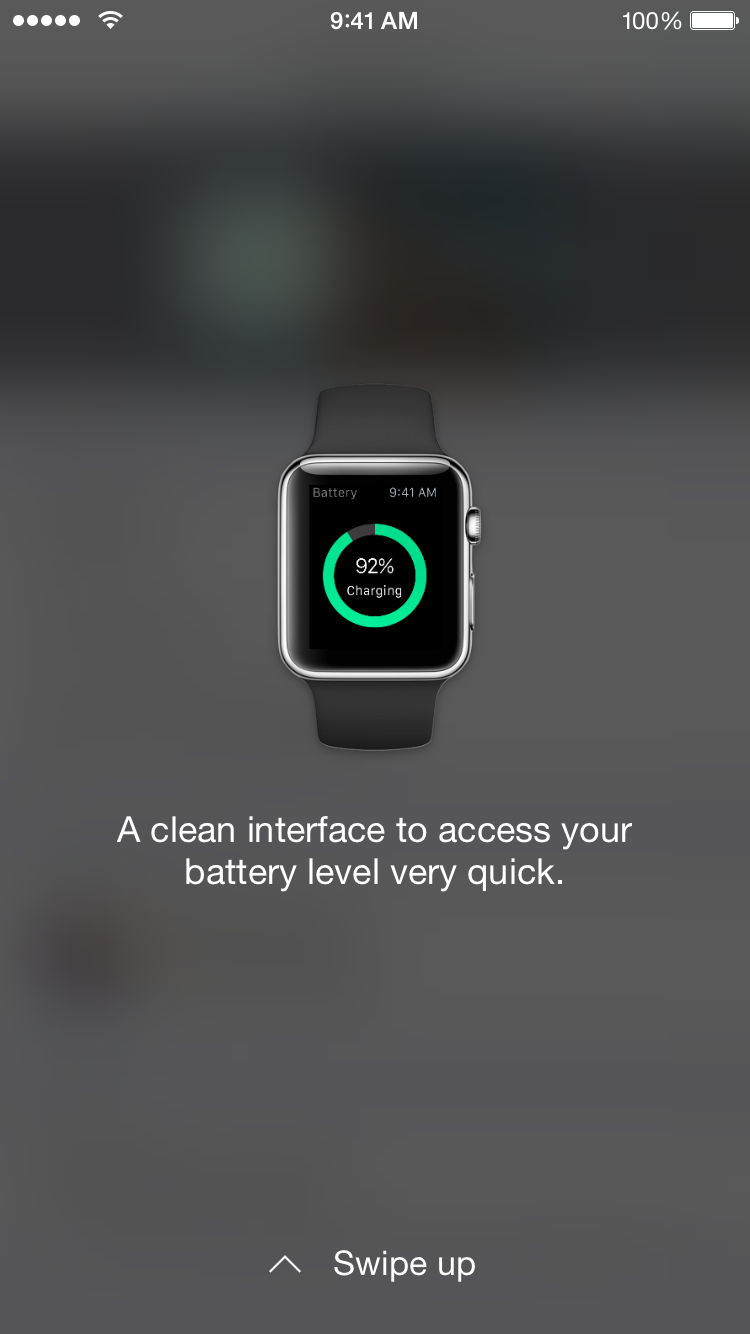 9:41 AM 100%
Battery 9:41 AM
92%
Charging
A clean interface to access your
battery level very quick.
Swipe up